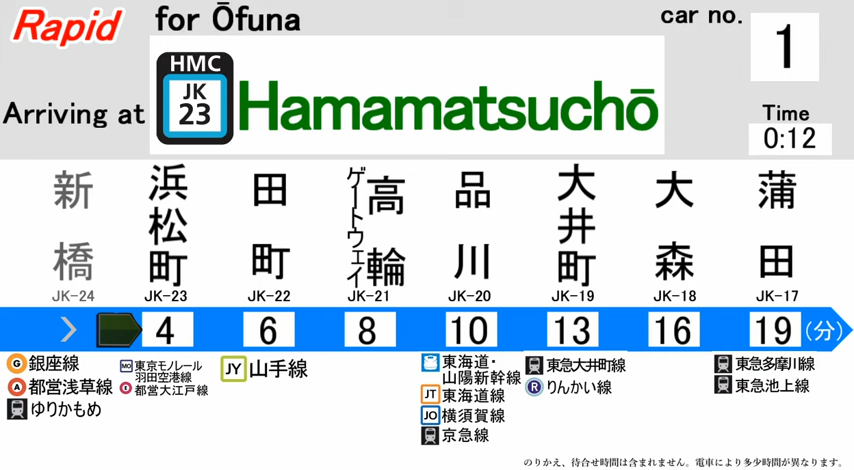 Rapid
for Ōfuna
car no.
1
Arriving at
HMC
JK
23
Hamamatsuchō
Time
0:12
新橋
浜松町
田町
高輪ゲートウェイ
品川
大井町
大森
蒲田
JK-24
JK-23
JK-22
JK-21
JK-20
JK-19
JK-18
JK-17
4
6
8
10
13
16
19
(分)
G 銀座線
A 都営浅草線
ゆりかもめ
MO 東京モノレール
羽田空港線
都営大江戸線
JY 山手線
東海道・
山陽新幹線
JT 東海道線
JO 横須賀線
京急線
東急大井町線
R りんかい線
東急多摩川線
東急池上線
のりかえ、待合せ時間は含まれません。電車により多少時間が異なります。